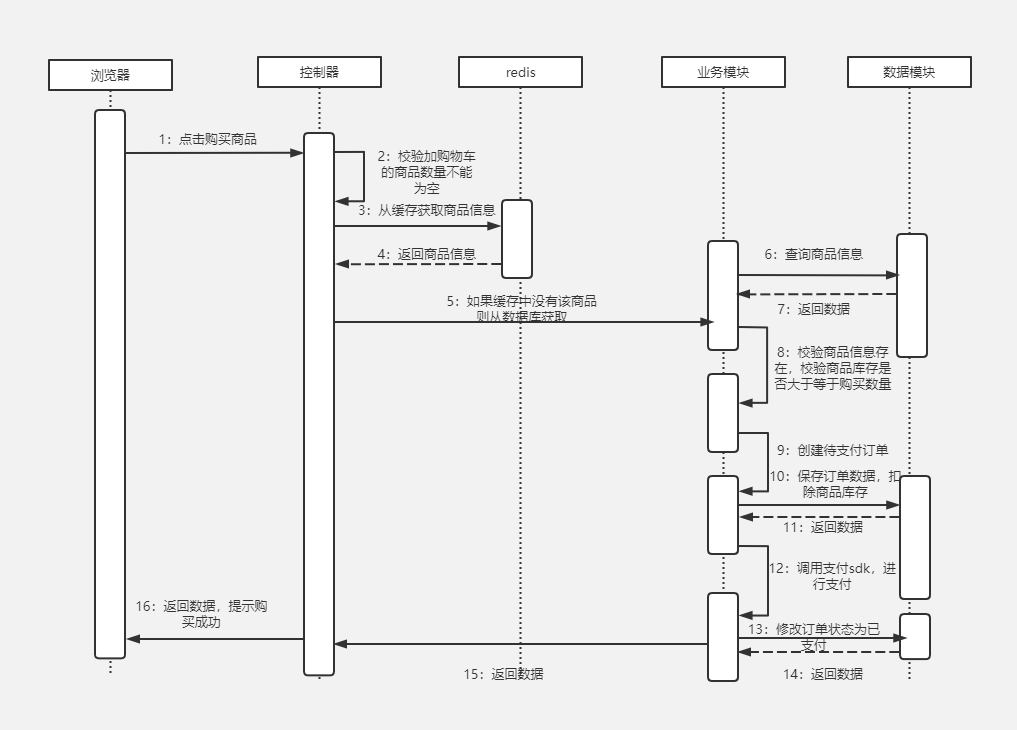 浏览器
控制器
redis
业务模块
数据模块
1：点击购买商品
2：校验加购物车
的商品数量不能
为空
3：从缓存获取商品信息
4：返回商品信息
5：如果缓存中没有该商品
则从数据库获取
6：查询商品信息
7：返回数据
8：校验商品信息存
在，校验商品库存是
否大于等于购买数量
9：创建待支付订单
10：保存订单数据，扣
除商品库存
11：返回数据
12：调用支付sdk，进
行支付
13：修改订单状态为已
支付
14：返回数据
15：返回数据
16：返回数据，提示购
买成功